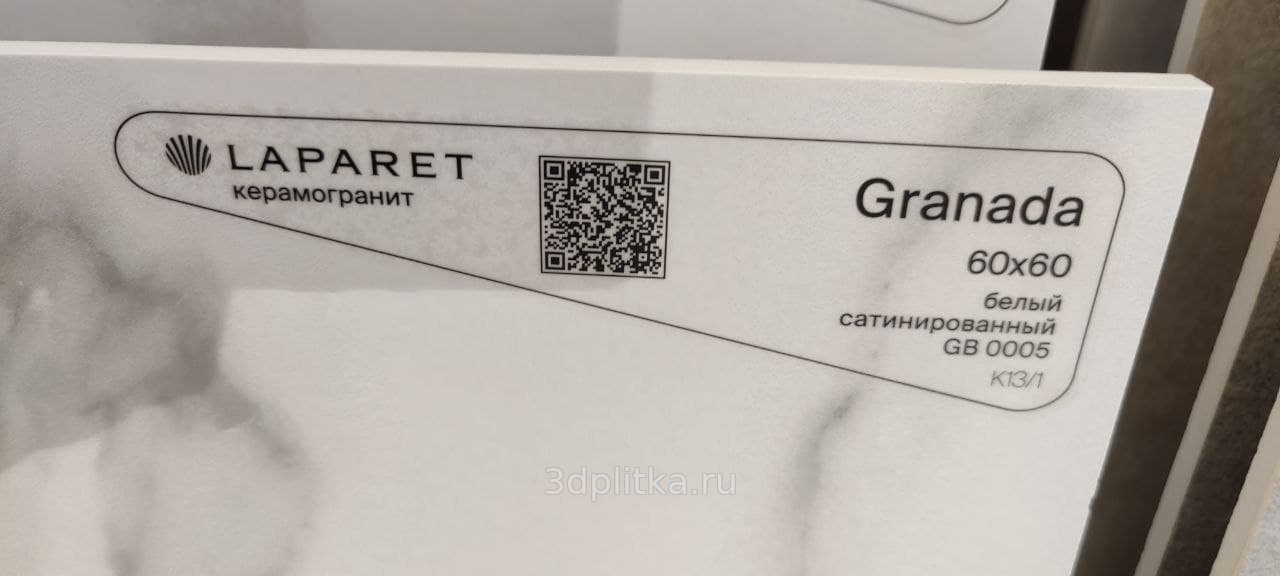 LAPARET
керамогранит
Granada
60x60
белый
сатинированный
GB 0005
K13/1
3dplitka.ru